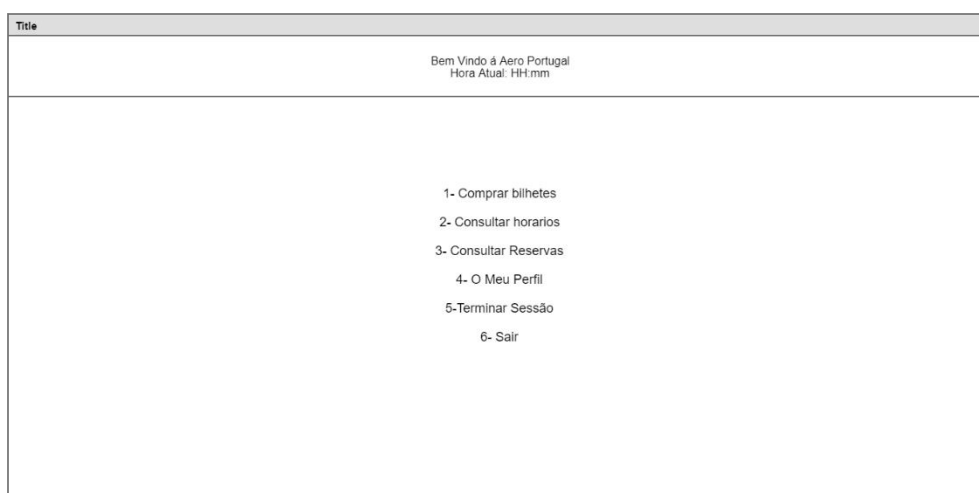 Title
Bem Vindo á Aero Portugal
Hora Atual: HH:mm
1- Comprar bilhetes
2- Consultar horarios
3- Consultar Reservas
4- O Meu Perfil
5-Terminar Sessão
6- Sair